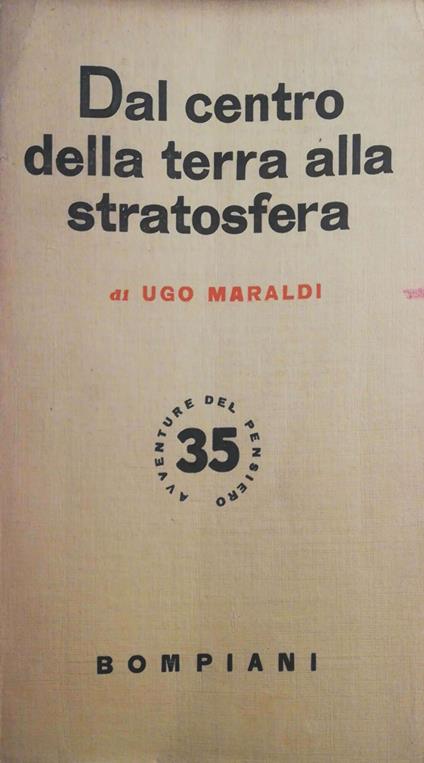 Dal centro
della terra alla
stratosfera
di UGO MARALDI
AVVENTURE DEL PENSIERO
35
BOMPIANI